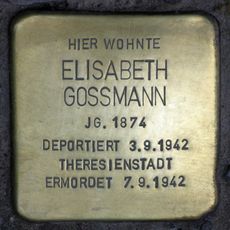 HIER WOHNTE
ELISABETH
GOSSMANN
JG. 1874
DEPORTIERT 3.9.1942
THERESIENSTADT
ERMORDET 7.9.1942